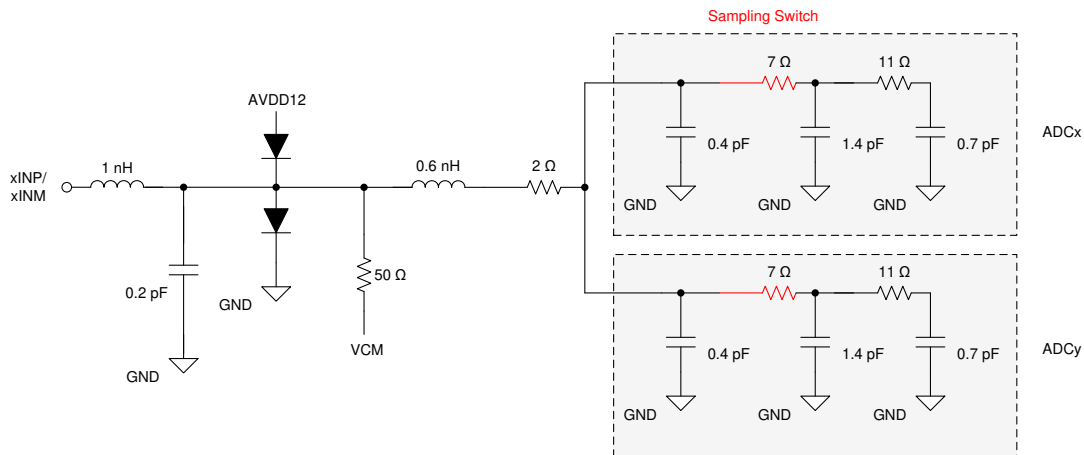 Sampling Switch
7 Ω
11 Ω
AVDD12
0.4 pF
1.4 pF
0.7 pF
ADCx
1 nH
0.6 nH
2 Ω
xINP/
xINM
GND
GND
GND
7 Ω
11 Ω
50 Ω
0.2 pF
GND
VCM
0.4 pF
1.4 pF
0.7 pF
ADCy
GND
GND
GND
GND